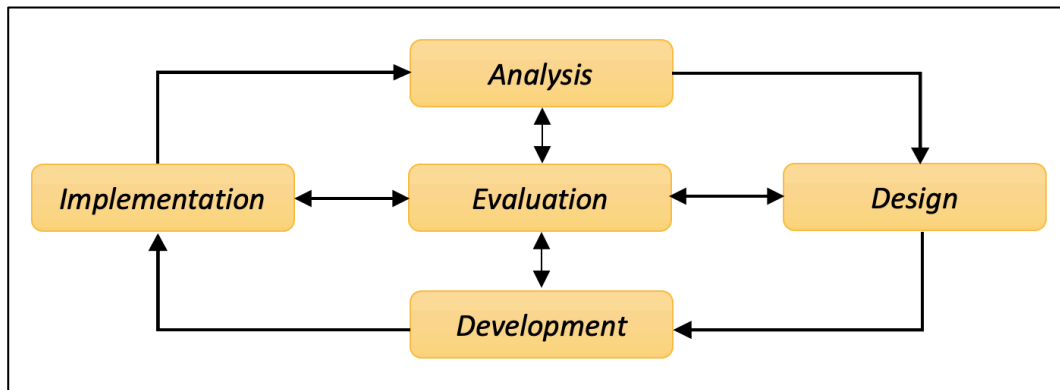 Analysis
Implementation
Evaluation
Design
Development